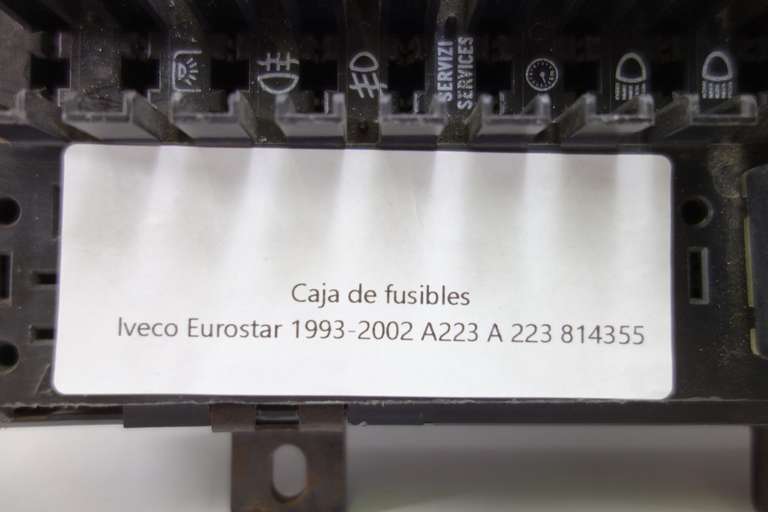 SERVIZI
SERVICES
Caja de fusibles
Iveco Eurostar 1993-2002 A223 A 223 814355